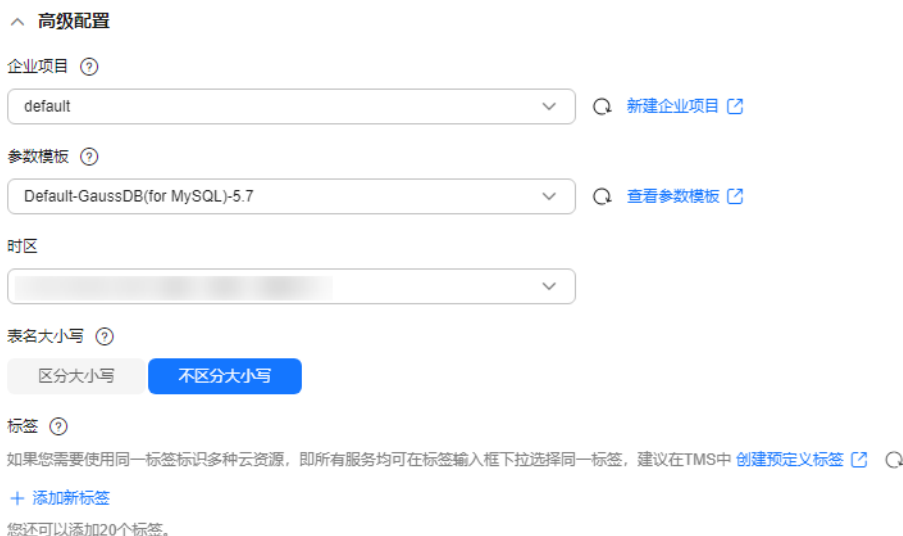 高级配置
企业项目
default
新建企业项目
参数模板
Default-GaussDB(for MySQL)-5.7
查看参数模板
时区
表名大小写
区分大小写 不区分大小写
标签
如果您需要使用同一标签标识多种云资源，即所有服务均可在标签输入框下拉选择同一标签，建议在TMS中 创建预定义标签
+ 添加新标签
您还可以添加20个标签。